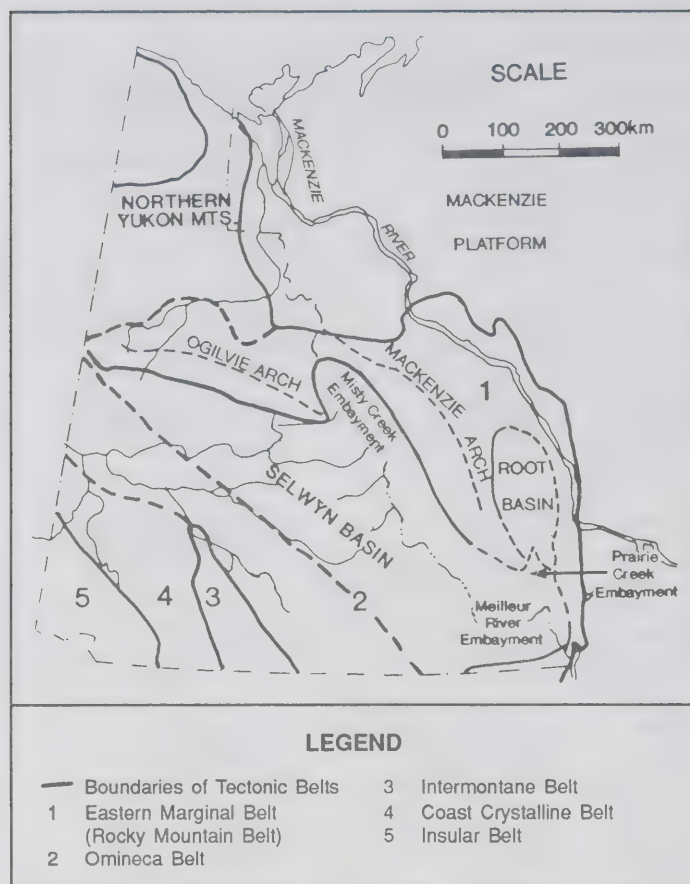 SCALE
0 100 200 300km
MACKENZIE
PLATFORM
MACKENZIE
RIVER
NORTHERN
YUKON MTS.
OGILVIE ARCH
MACKENZIE
ARCH
Misty Creek
Embayment
1
ROOT
BASIN
SELWYN BASIN
Prairie
Creek
Embayment
Meilleur
River
Embayment
5
4
3
2
LEGEND
Boundaries of Tectonic Belts
1 Eastern Marginal Belt
(Rocky Mountain Belt)
2 Omineca Belt
3 Intermontane Belt
4 Coast Crystalline Belt
5 Insular Belt